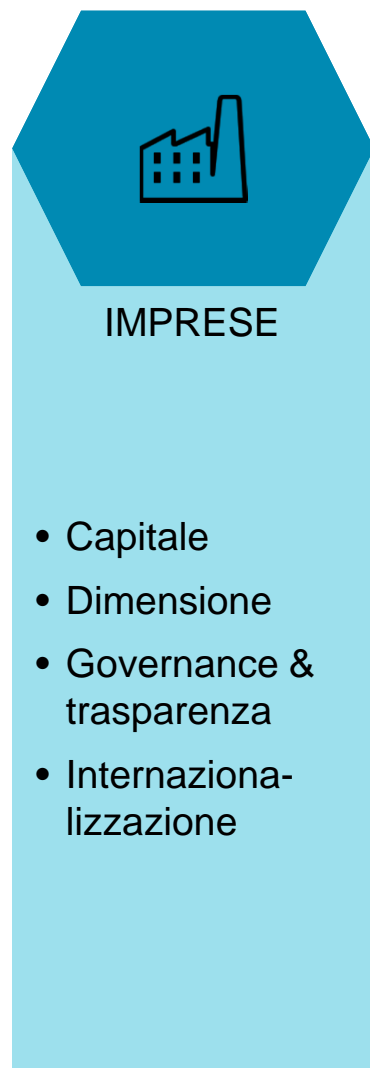 IMPRESE
• Capitale
• Dimensione
• Governance &
trasparenza
• Internaziona-
lizzazione